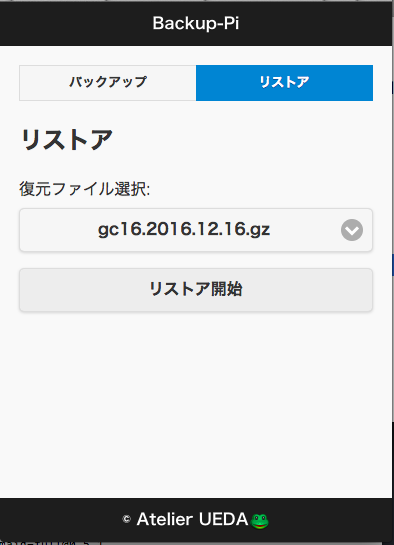 Backup-Pi
バックアップ リストア
リストア
復元ファイル選択:
gc16.2016.12.16.gz
リストア開始
© Atelier UEDA🐸